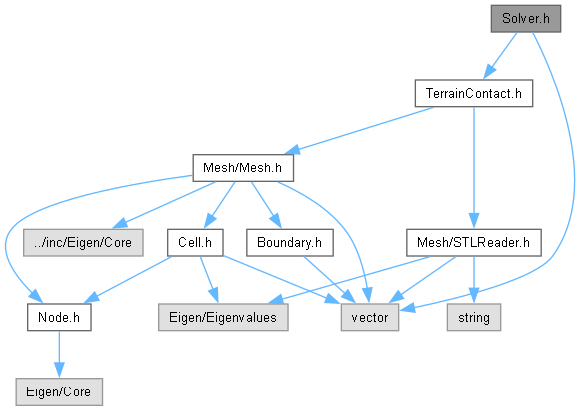 Solver.h
TerrainContact.h
Mesh/Mesh.h
../inc/Eigen/Core
Cell.h
Boundary.h
Mesh/STLReader.h
Node.h
Eigen/Eigenvalues
vector
string
Eigen/Core